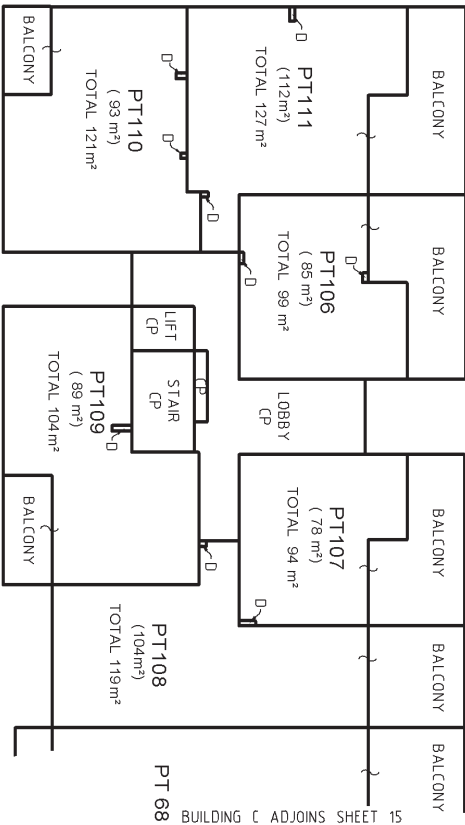 BALCONY
BALCONY
BALCONY
BALCONY
BALCONY
D
PT111
(112m²)
TOTAL 127m²
D
PT106
( 85 m²)
TOTAL 99 m²
D
PT107
( 78 m²)
TOTAL 94 m²
D
D
D
D
PT110
( 93 m²)
TOTAL 121m²
BALCONY
LOBBY
CP
LIFT
CP
STAIR
CP
CP
PT109
( 89 m²)
TOTAL 104m²
D
D
BALCONY
PT108
(104m²)
TOTAL 119m²
PT 68
BUILDING C ADJOINS SHEET 15